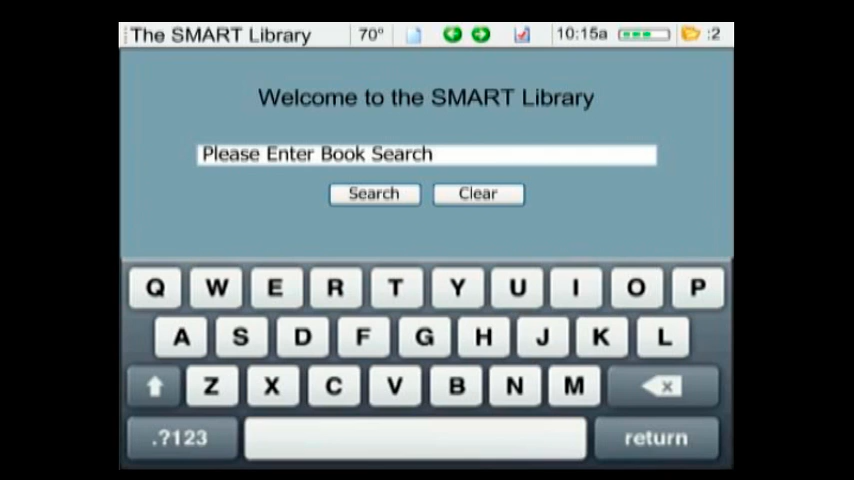 The SMART Library 70° 10:15a :2
Welcome to the SMART Library
Please Enter Book Search
Search Clear
Q W E R T Y U I O P
A S D F G H J K L
Z X C V B N M x
.?123 return